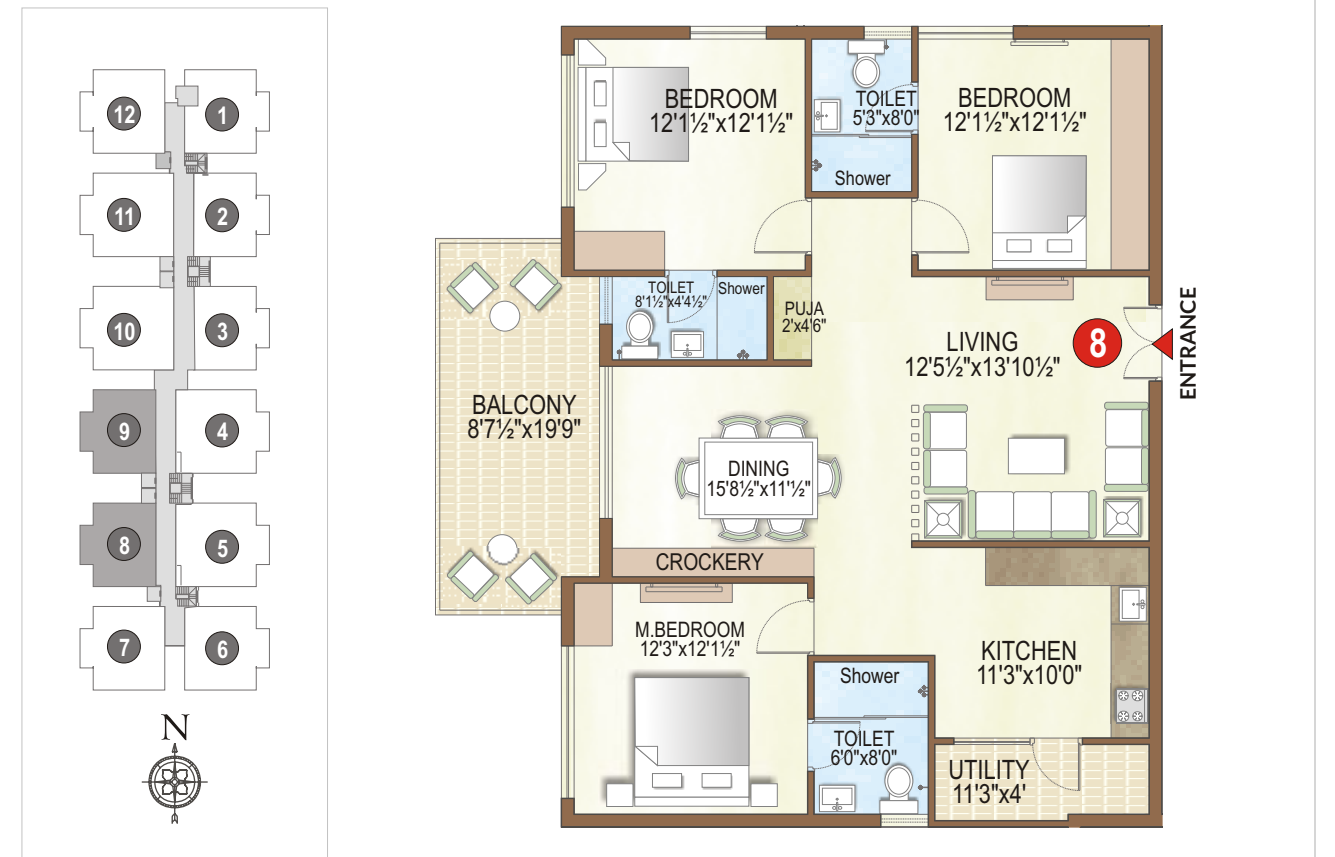 12
1
11
2
10
3
9
4
8
5
7
6
N
BEDROOM
12'1½"x12'1½"
TOILET
5'3"x8'0"
Shower
BEDROOM
12'1½"x12'1½"
TOILET
8'1½"x4'4½"
Shower
PUJA
2'x4'6"
LIVING
12'5½"x13'10½"
8
ENTRANCE
BALCONY
8'7½"x19'9"
DINING
15'8½"x11'½"
CROCKERY
M.BEDROOM
12'3"x12'1½"
KITCHEN
11'3"x10'0"
Shower
TOILET
6'0"x8'0"
UTILITY
11'3"x4'